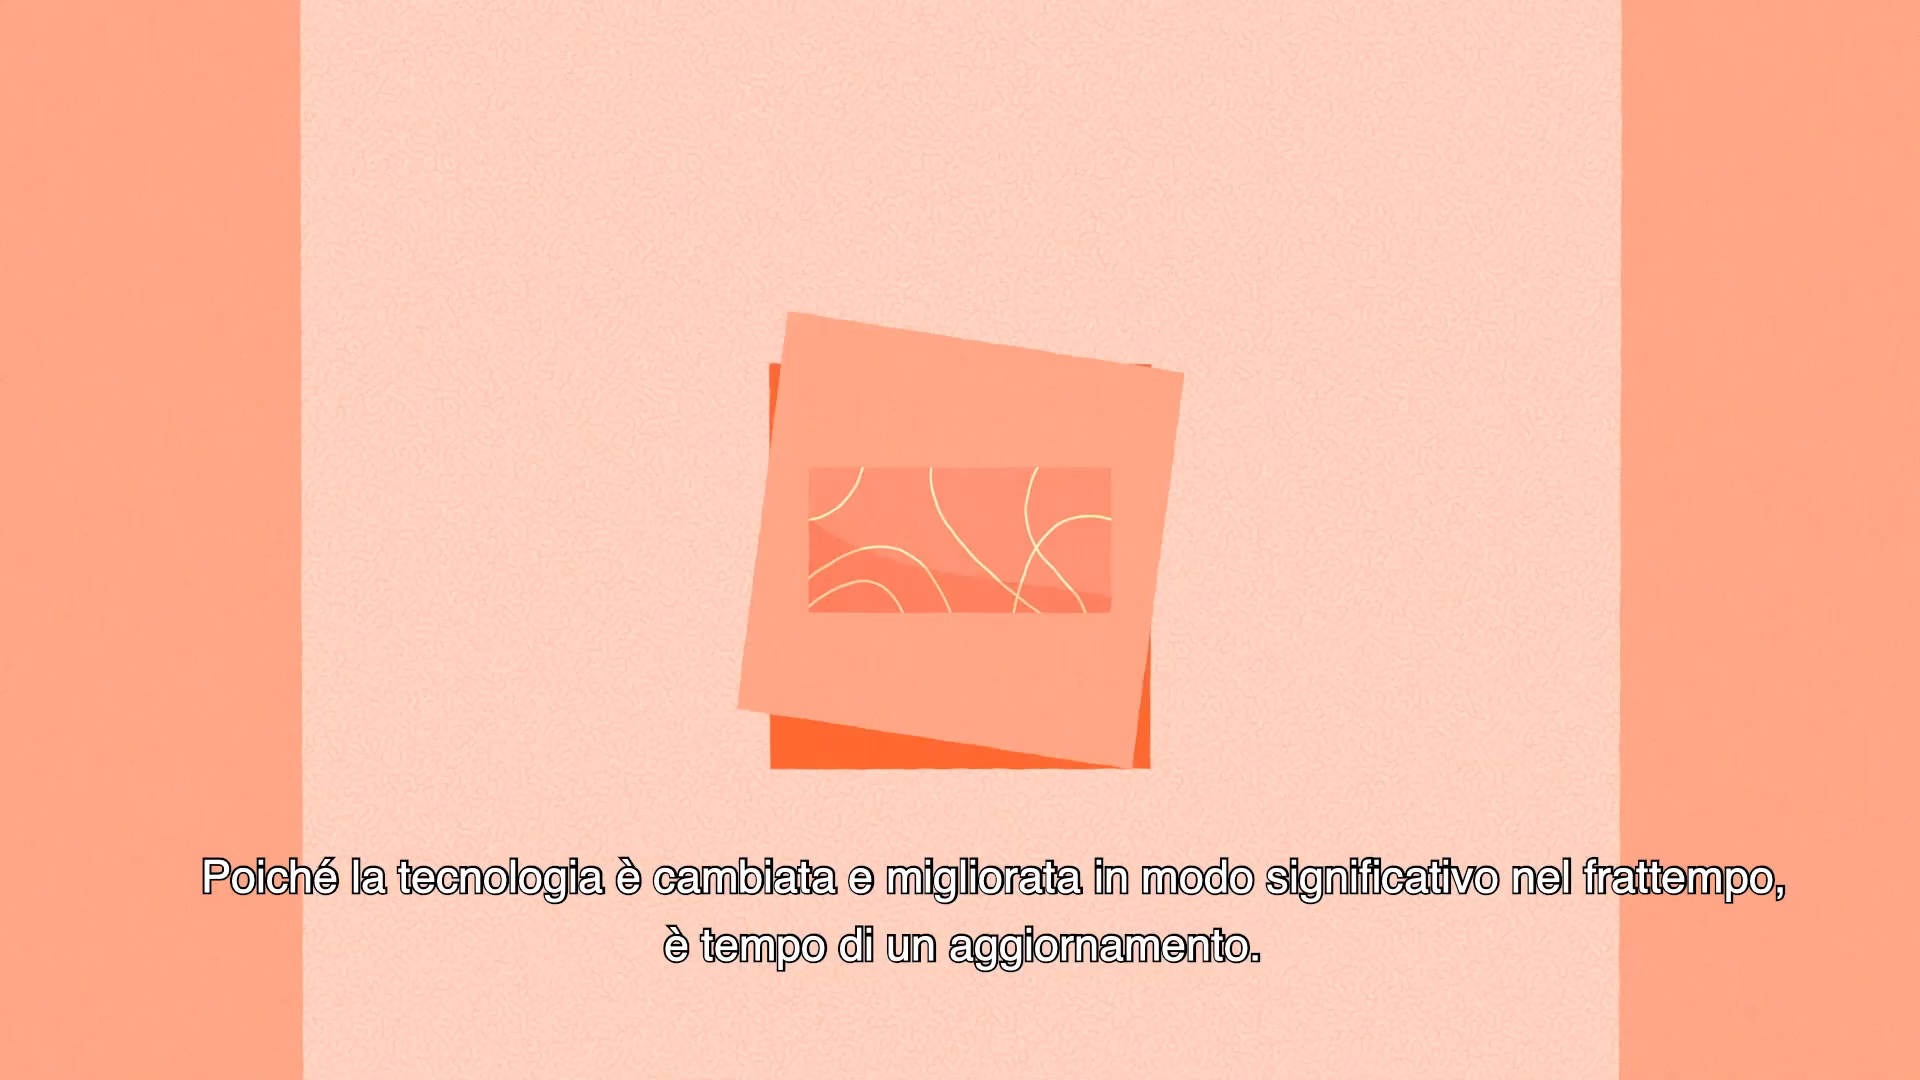 Poiché la tecnologia è cambiata e migliorata in modo significativo nel frattempo,
è tempo di un aggiornamento.